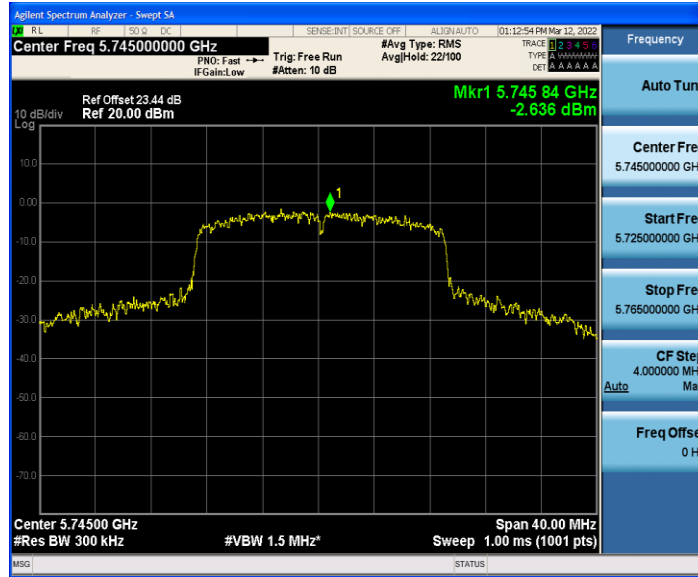 Agilent Spectrum Analyzer - Swept SA
RL RF 50 Ω DC SENSE:INT SOURCE OFF ALIGN AUTO 01:12:54 PM Mar 12, 2022
Center Freq 5.745000000 GHz
PNO: Fast
IFGain:Low
Trig: Free Run
#Atten: 10 dB
#Avg Type: RMS
Avg|Hold: 22/100
TRACE 1 2 3 4 5 6
TYPE A
DET A A A A A A
Frequency
Ref Offset 23.44 dB
Ref 20.00 dBm
10 dB/div
Log
Mkr1 5.745 84 GHz
-2.636 dBm
1
10.0
0.00
-10.0
-20.0
-30.0
-40.0
-50.0
-60.0
-70.0
Center 5.74500 GHz
Span 40.00 MHz
#Res BW 300 kHz
#VBW 1.5 MHz*
Sweep 1.00 ms (1001 pts)
MSG
STATUS
Auto Tun
Center Fre
5.745000000 GH
Start Fre
5.725000000 GH
Stop Fre
5.765000000 GH
CF Ste
4.000000 MH
Auto Ma
Freq Offse
0 H